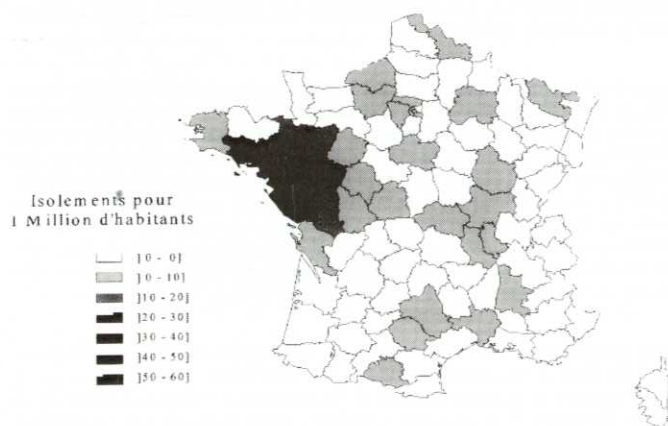 Isolements pour
1 Million d'habitants
]0 - 0]
]0 - 10]
]10 - 20]
]20 - 30]
]30 - 40]
]40 - 50]
]50 - 60]